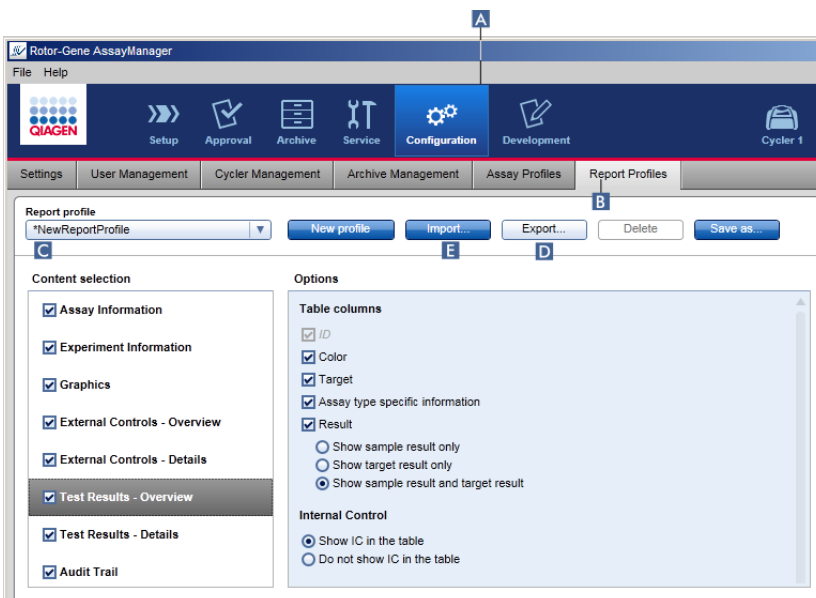 A
Rotor-Gene AssayManager
File Help
QIAGEN
Setup Approval Archive Service Configuration Development Cycler 1
Settings User Management Cycler Management Archive Management Assay Profiles Report Profiles
B
Report profile
*NewReportProfile New profile Import... Export... Delete Save as...
C E D
Content selection Options
Assay Information
Experiment Information
Graphics
External Controls - Overview
External Controls - Details
Test Results - Overview
Test Results - Details
Audit Trail
Table columns
ID
Color
Target
Assay type specific information
Result
Show sample result only
Show target result only
Show sample result and target result
Internal Control
Show IC in the table
Do not show IC in the table